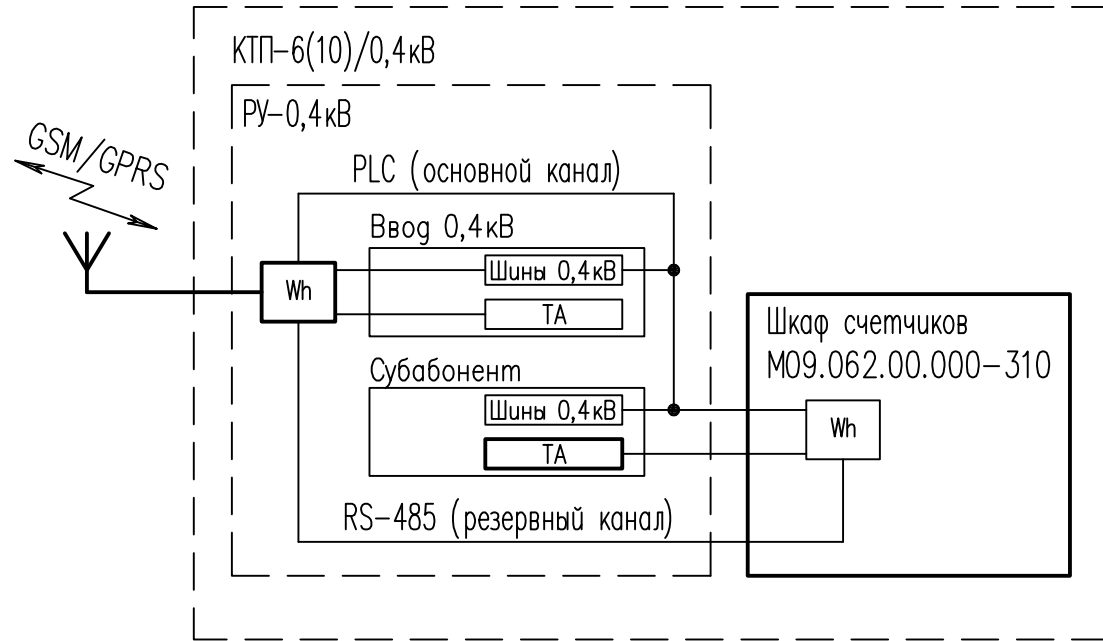 КТП-6(10)/0,4кВ
РУ-0,4кВ
GSM/GPRS
PLC (основной канал)
Ввод 0,4кВ
Шины 0,4кВ
Wh
ТА
Шкаф счетчиков
М09.062.00.000-310
Субабонент
Шины 0,4кВ
Wh
ТА
RS-485 (резервный канал)